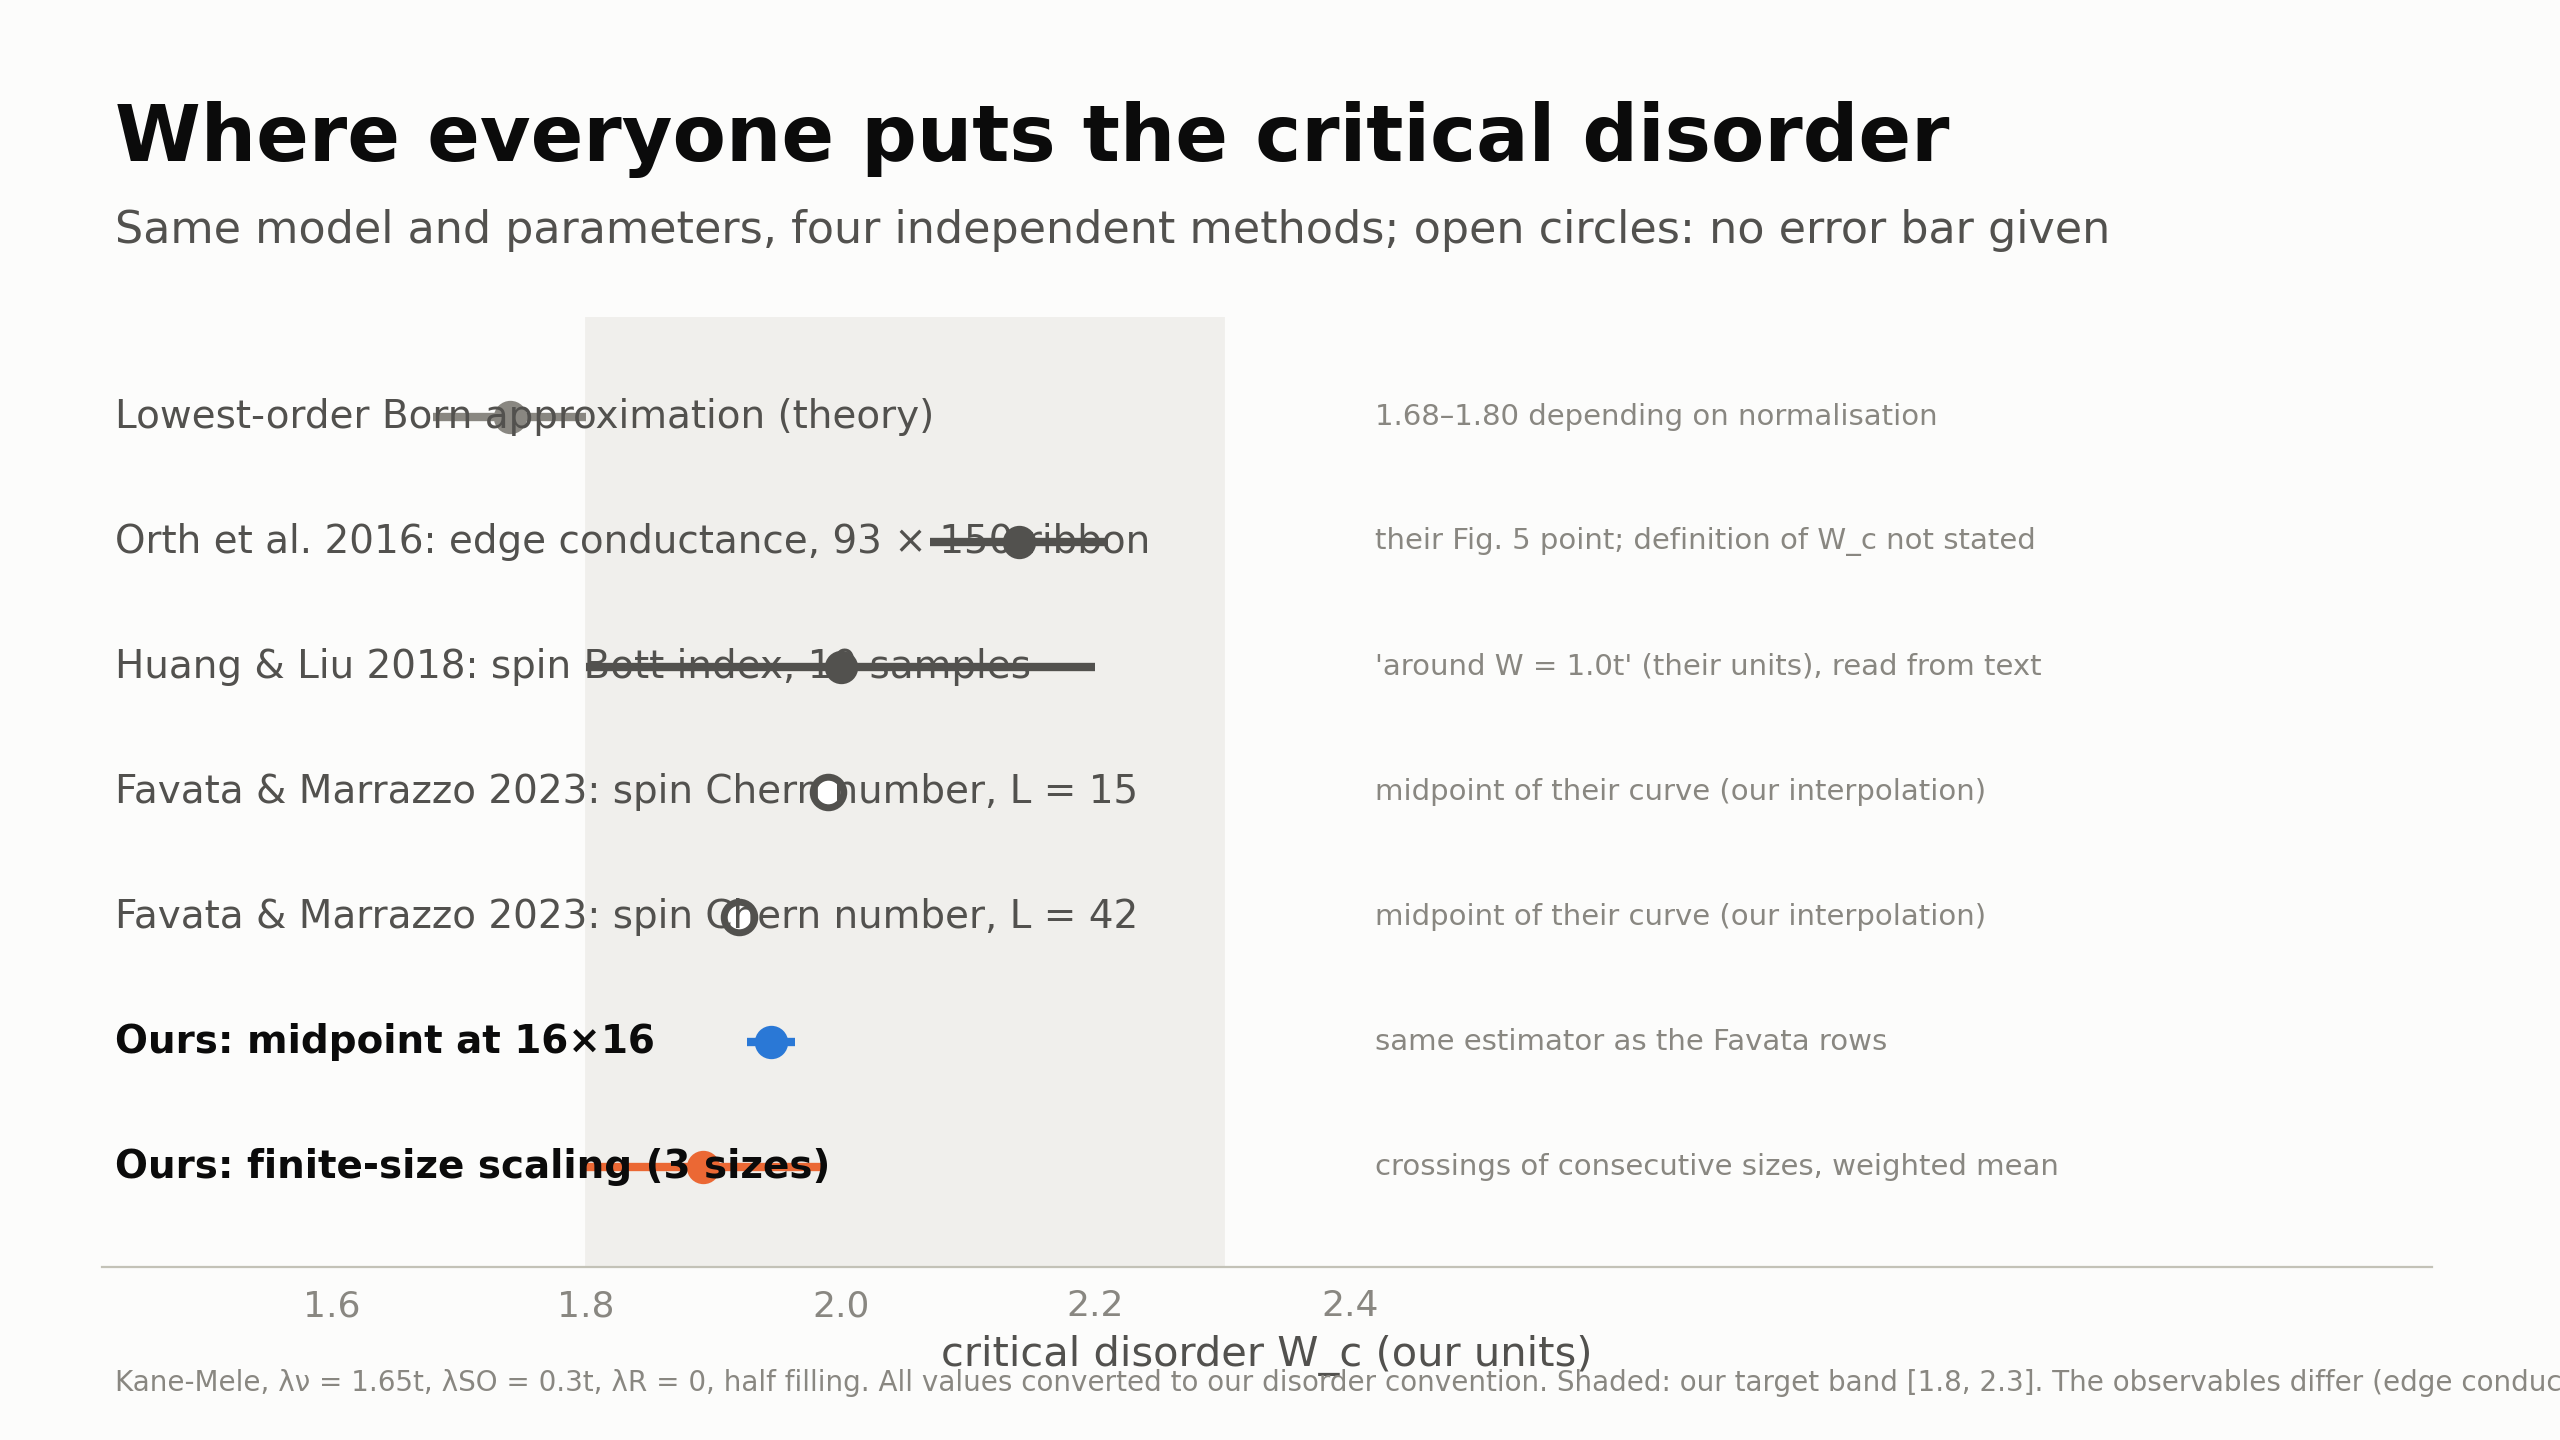 Where everyone puts the critical disorder
Same model and parameters, four independent methods; open circles: no error bar given
Lowest-order Born approximation (theory)
1.68–1.80 depending on normalisation
Orth et al. 2016: edge conductance, 93 × 150 ribbon
their Fig. 5 point; definition of W_c not stated
Huang & Liu 2018: spin Bott index, samples
'around W = 1.0t' (their units), read from text
Favata & Marrazzo 2023: spin Chern number, L = 15
midpoint of their curve (our interpolation)
Favata & Marrazzo 2023: spin Chern number, L = 42
midpoint of their curve (our interpolation)
Ours: midpoint at 16×16
same estimator as the Favata rows
Ours: finite-size scaling (3 sizes)
crossings of consecutive sizes, weighted mean
1.6 1.8 2.0 2.2 2.4
critical disorder W_c (our units)
Kane-Mele, λν = 1.65t, λSO = 0.3t, λR = 0, half filling. All values converted to our disorder convention. Shaded: our target band [1.8, 2.3]. The observables differ (edge conduc